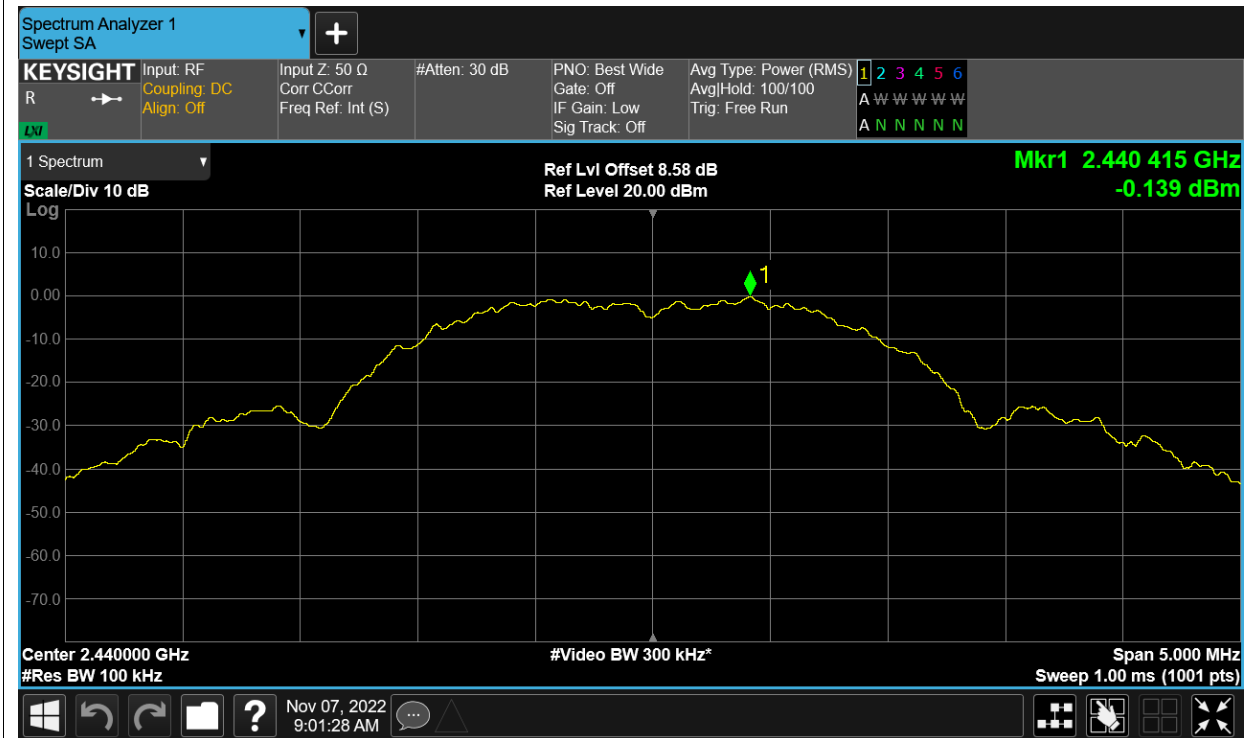 Spectrum Analyzer 1
Swept SA
+
KEYSIGHT
R
LXI
Input: RF
Coupling: DC
Align: Off
Input Z: 50 Ω
Corr CCorr
Freq Ref: Int (S)
#Atten: 30 dB
PNO: Best Wide
Gate: Off
IF Gain: Low
Sig Track: Off
Avg Type: Power (RMS)
Avg|Hold: 100/100
Trig: Free Run
1 2 3 4 5 6
A W W W W W
A N N N N N
1 Spectrum
Scale/Div 10 dB
Log
Ref Lvl Offset 8.58 dB
Ref Level 20.00 dBm
Mkr1 2.440 415 GHz
-0.139 dBm
10.0
0.00
-10.0
-20.0
-30.0
-40.0
-50.0
-60.0
-70.0
1
Center 2.440000 GHz
#Res BW 100 kHz
#Video BW 300 kHz*
Span 5.000 MHz
Sweep 1.00 ms (1001 pts)
?
Nov 07, 2022
9:01:28 AM